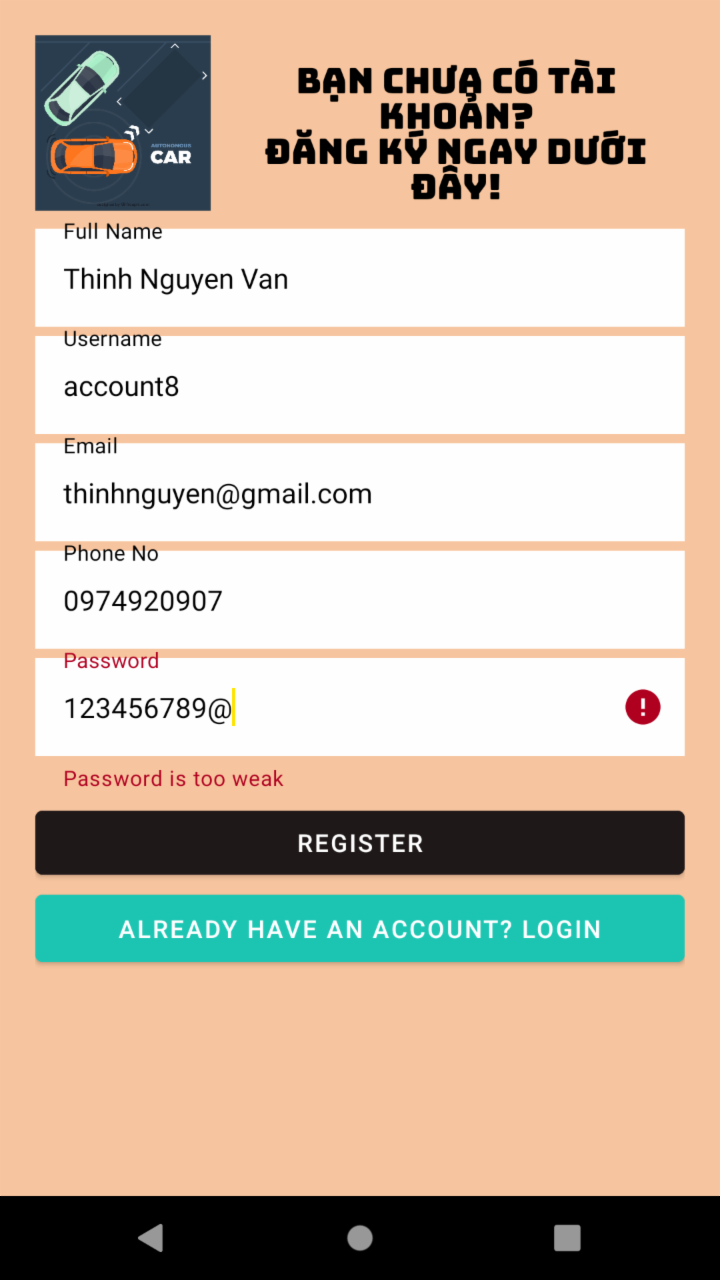 AUTONOMOUS
CAR
BẠN CHƯA CÓ TÀI
KHOẢN?
ĐĂNG KÝ NGAY DƯỚI
ĐÂY!
Full Name
Thinh Nguyen Van
Username
account8
Email
thinhnguyen@gmail.com
Phone No
0974920907
Password
123456789@
Password is too weak
REGISTER
ALREADY HAVE AN ACCOUNT? LOGIN